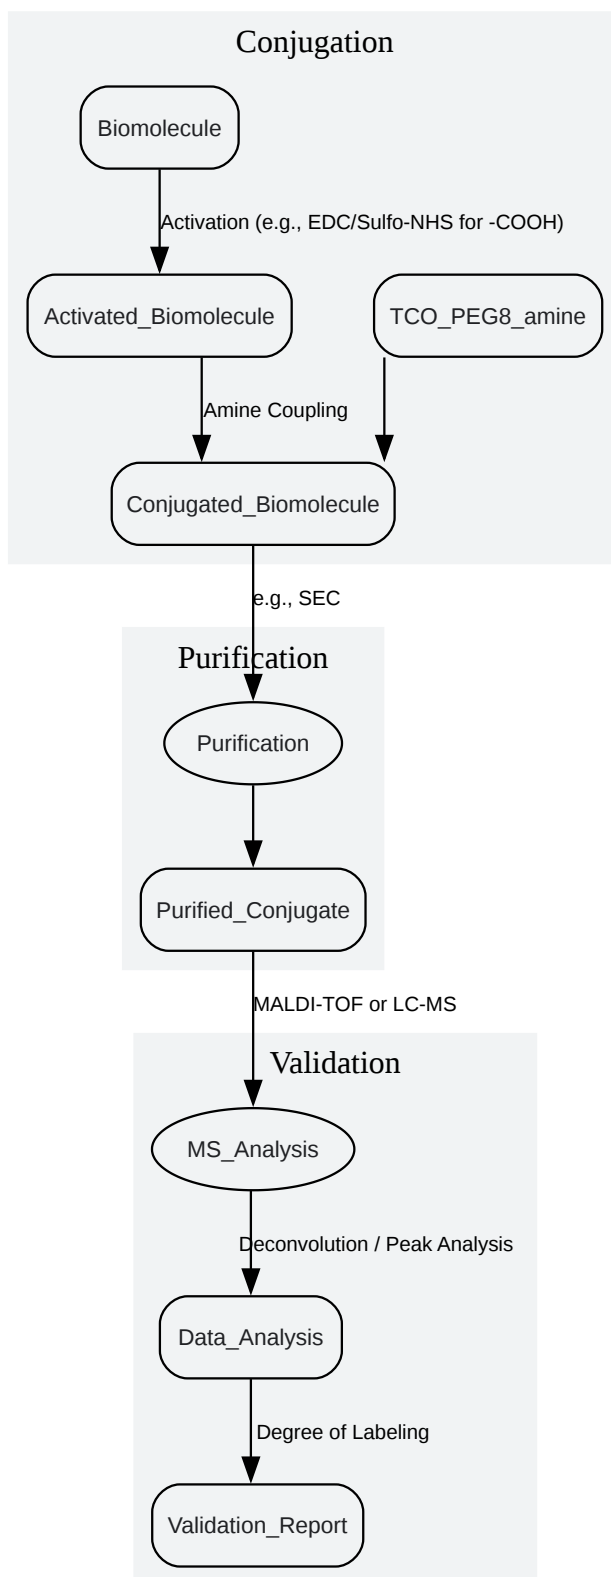 Conjugation
Biomolecule
Activation (e.g., EDC/Sulfo-NHS for -COOH)
Activated_Biomolecule
TCO_PEG8_amine
Amine Coupling
Conjugated_Biomolecule
e.g., SEC
Purification
Purification
Purified_Conjugate
MALDI-TOF or LC-MS
Validation
MS_Analysis
Deconvolution / Peak Analysis
Data_Analysis
Degree of Labeling
Validation_Report